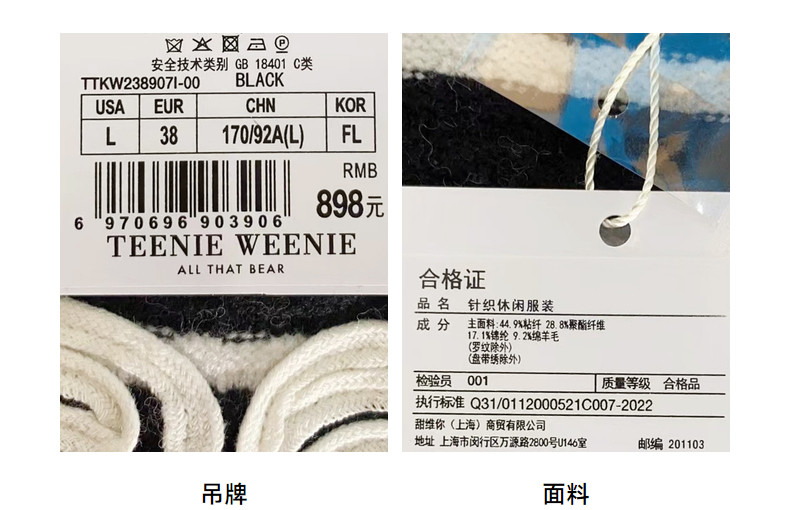 安全技术类别 GB 18401 C类
TTKW238907I-00 BLACK
USA EUR CHN KOR
L 38 170/92A(L) FL
RMB
898元
6 970696 903906
TEENIE WEENIE
ALL THAT BEAR
吊牌
合格证
品 名 针织休闲服装
成 分 主面料:44.9%粘纤 28.8%聚酯纤维
17.1%锦纶 9.2%绵羊毛
(罗纹除外)
(盘带绣除外)
检验员 001 质量等级 合格品
执行标准 Q31/0112000521C007-2022
甜维你（上海）商贸有限公司
地址 上海市闵行区万源路2800号U146室 邮编 201103
面料